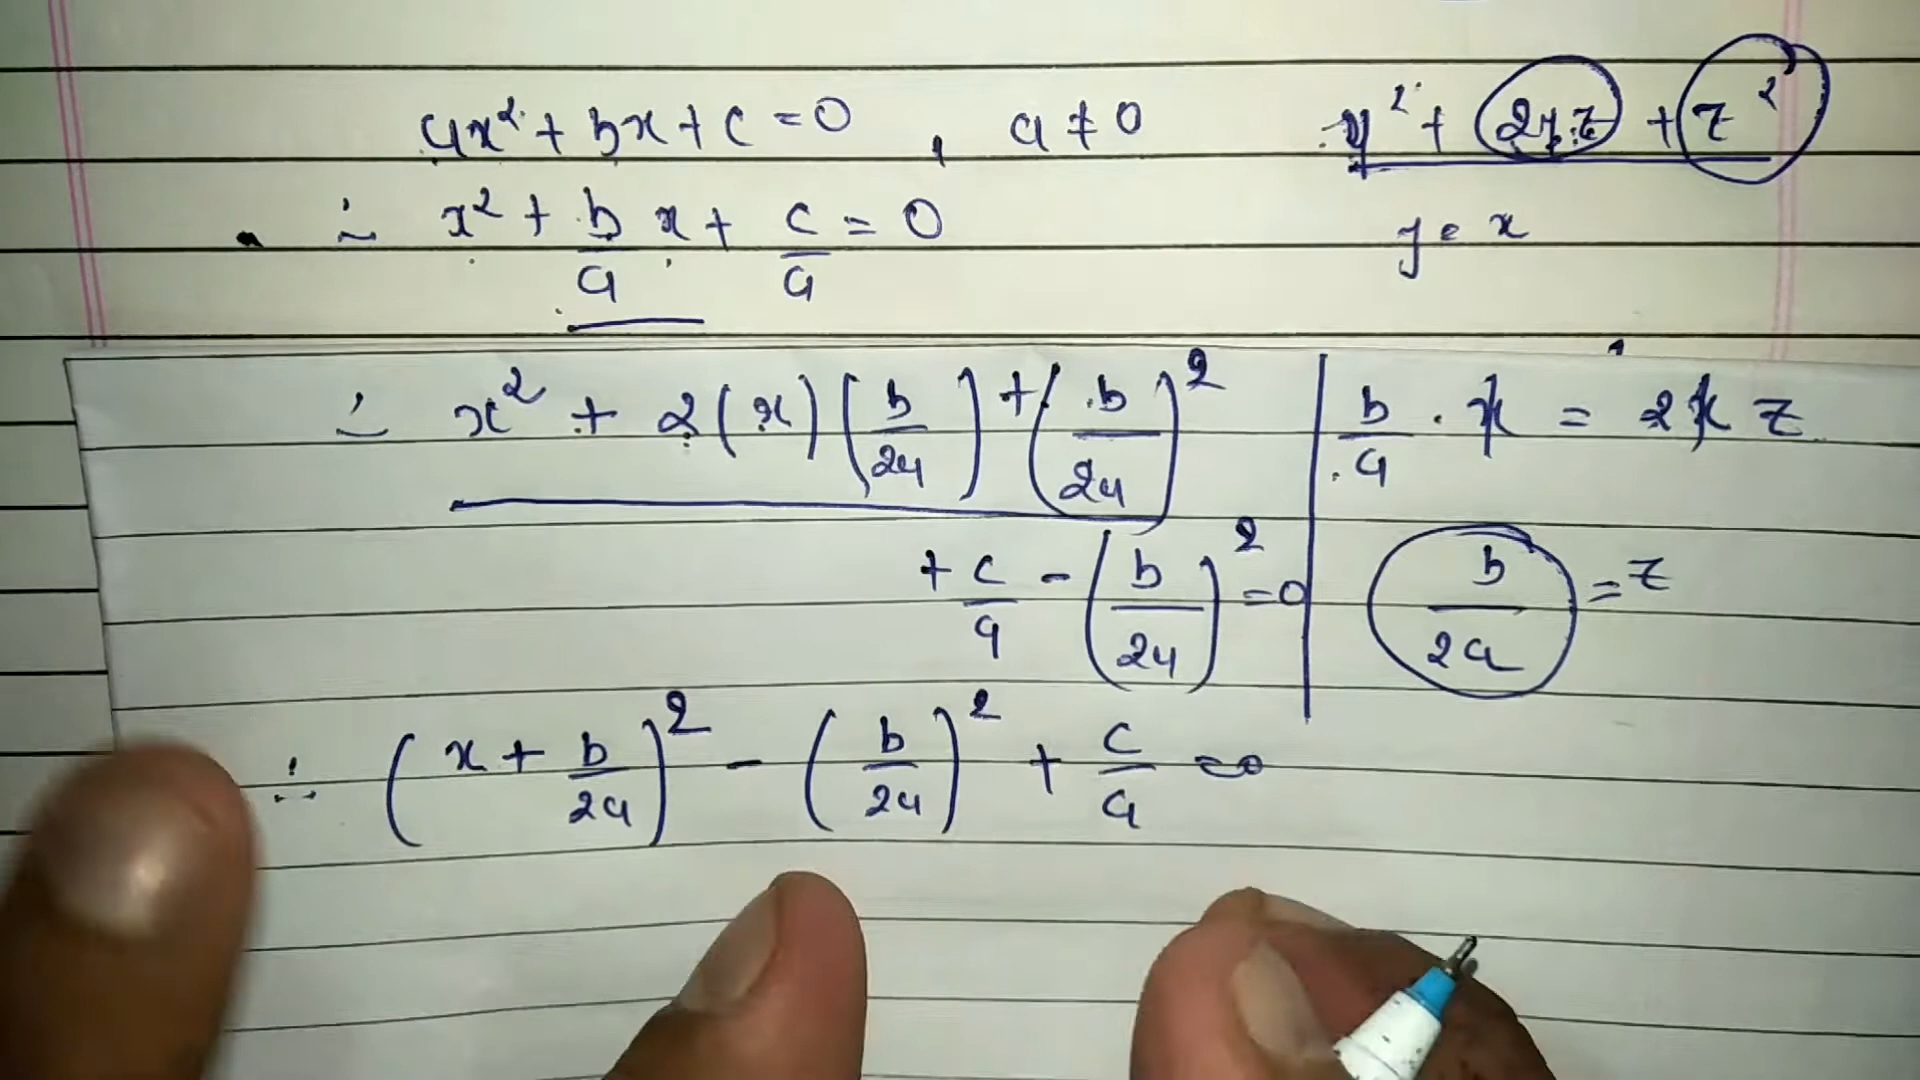 ax² + bx + c = 0 , a ≠ 0
y² + 2yz + z²
∴ x² + b/a x + c/a = 0
y = x
∴ x² + 2(x)(b/2a) + (b/2a)²
b/a · x = 2xz
+ c/a - (b/2a)² = 0
b/2a = z
∴ (x + b/2a)² - (b/2a)² + c/a = 0